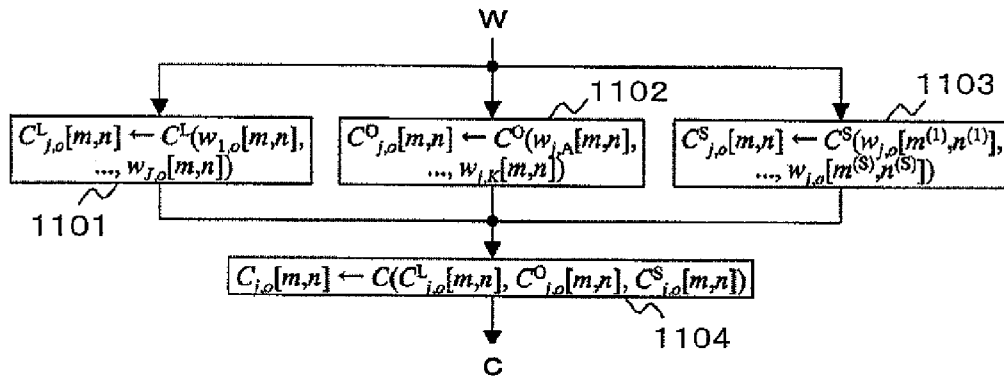 W
1102
1103
C^L_{j,o}[m,n] ← C^L(w_{1,o}[m,n],
..., w_{J,o}[m,n])
C^O_{j,o}[m,n] ← C^O(w_{j,A}[m,n],
..., w_{j,K}[m,n])
C^S_{j,o}[m,n] ← C^S(w_{j,o}[m^{(1)},n^{(1)}],
..., w_{j,o}[m^{(S)},n^{(S)}])
1101
C_{j,o}[m,n] ← C(C^L_{j,o}[m,n], C^O_{j,o}[m,n], C^S_{j,o}[m,n])
1104
C